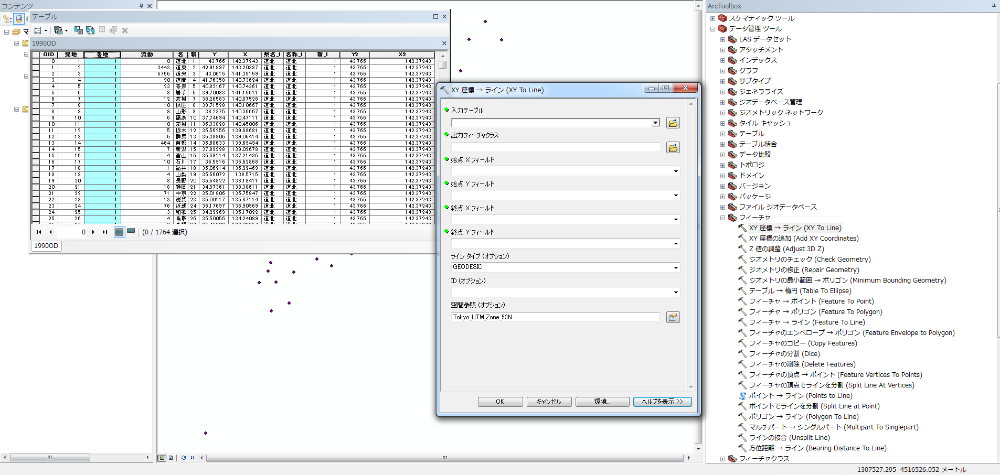 コンテンツ
テーブル
1990OD
OID 発地 着地 流動 名 新 Y X 県名_1 名称_1 新_1 Y2 X2
0 1 1 0 道北 1 43.766 142.37243 道北 道北 1 43.766 142.37243
1 2 1 3443 道東 2 42.91897 143.20387 道北 道北 1 43.766 142.37243
2 3 1 6756 道央 3 43.0615 141.35159 道北 道北 1 43.766 142.37243
3 4 1 90 道南 4 41.76358 140.73624 道北 道北 1 43.766 142.37243
4 5 1 23 青森 5 40.82167 140.74361 道北 道北 1 43.766 142.37243
5 6 1 8 岩手 6 39.70083 141.15611 道北 道北 1 43.766 142.37243
6 7 1 12 宮城 7 38.26583 140.87528 道北 道北 1 43.766 142.37243
7 8 1 10 秋田 8 39.71528 140.10667 道北 道北 1 43.766 142.37243
8 9 1 8 山形 9 38.2375 140.36667 道北 道北 1 43.766 142.37243
9 10 1 6 福島 10 37.74694 140.47111 道北 道北 1 43.766 142.37243
10 11 1 10 茨城 11 36.33828 140.45006 道北 道北 1 43.766 142.37243
11 12 1 5 栃木 12 36.56256 139.88681 道北 道北 1 43.766 142.37243
12 13 1 6 群馬 13 36.38806 139.06414 道北 道北 1 43.766 142.37243
13 14 1 464 首都 14 35.68633 139.69494 道北 道北 1 43.766 142.37243
14 15 1 7 新潟 15 37.89928 139.02678 道北 道北 1 43.766 142.37243
15 16 1 4 富山 16 36.69214 137.21436 道北 道北 1 43.766 142.37243
16 17 1 10 石川 17 36.5916 136.62868 道北 道北 1 43.766 142.37243
17 18 1 1 福井 18 36.06214 136.22469 道北 道北 1 43.766 142.37243
18 19 1 4 山梨 19 35.66072 138.5715 道北 道北 1 43.766 142.37243
19 20 1 8 長野 20 36.64822 138.18411 道北 道北 1 43.766 142.37243
20 21 1 18 静岡 21 34.97361 138.38611 道北 道北 1 43.766 142.37243
21 22 1 71 中京 22 35.01806 135.75847 道北 道北 1 43.766 142.37243
22 23 1 13 滋賀 23 35.00117 135.87114 道北 道北 1 43.766 142.37243
23 24 1 76 近畿 24 35.17697 136.90969 道北 道北 1 43.766 142.37243
24 25 1 3 和歌 25 34.22269 135.17022 道北 道北 1 43.766 142.37243
25 26 1 4 鳥取 26 35.50056 134.24089 道北 道北 1 43.766 142.37243
0
(0 / 1764 選択)
1990OD
XY 座標 → ライン (XY To Line)
入力テーブル
出力フィーチャクラス
始点 X フィールド
始点 Y フィールド
終点 X フィールド
終点 Y フィールド
ライン タイプ (オプション)
GEODESIC
ID (オプション)
空間参照 (オプション)
Tokyo_UTM_Zone_53N
OK キャンセル 環境... ヘルプを表示 >>
ArcToolbox
スケマティック ツール
データ管理 ツール
LAS データセット
アタッチメント
インデックス
グラフ
サブタイプ
ジェネラライズ
ジオデータベース管理
ジオメトリック ネットワーク
タイル キャッシュ
テーブル
テーブル結合
データ比較
トポロジ
ドメイン
バージョン
パッケージ
ファイル ジオデータベース
フィーチャ
XY 座標 → ライン (XY To Line)
XY 座標の追加 (Add XY Coordinates)
Z 値の調整 (Adjust 3D Z)
ジオメトリのチェック (Check Geometry)
ジオメトリの修正 (Repair Geometry)
ジオメトリの最小範囲 → ポリゴン (Minimum Bounding Geometry)
テーブル → 楕円 (Table To Ellipse)
フィーチャ → ポイント (Feature To Point)
フィーチャ → ポリゴン (Feature To Polygon)
フィーチャ → ライン (Feature To Line)
フィーチャのエンベロープ → ポリゴン (Feature Envelope to Polygon)
フィーチャのコピー (Copy Features)
フィーチャの分割 (Dice)
フィーチャの削除 (Delete Features)
フィーチャの頂点 → ポイント (Feature Vertices To Points)
フィーチャの頂点でラインを分割 (Split Line At Vertices)
ポイント → ライン (Points to Line)
ポイントでラインを分割 (Split Line at Point)
ポリゴン → ライン (Polygon To Line)
マルチパート → シングルパート (Multipart To Singlepart)
ラインの接合 (Unsplit Line)
方位距離 → ライン (Bearing Distance To Line)
フィーチャクラス
1307527.295 4516526.052 メートル